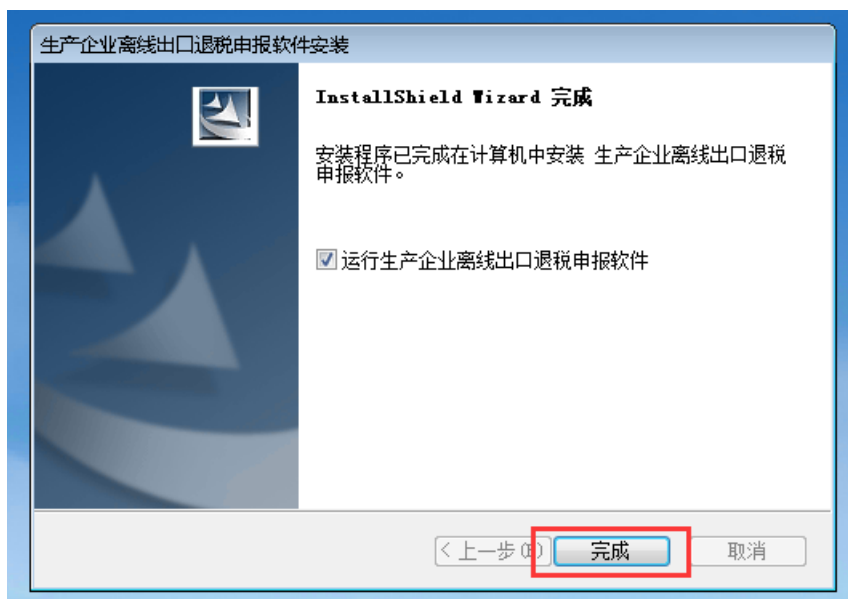 生产企业离线出口退税申报软件安装
InstallShield Wizard 完成
安装程序已完成在计算机中安装 生产企业离线出口退税
申报软件。
运行生产企业离线出口退税申报软件
< 上一步(B) 完成 取消